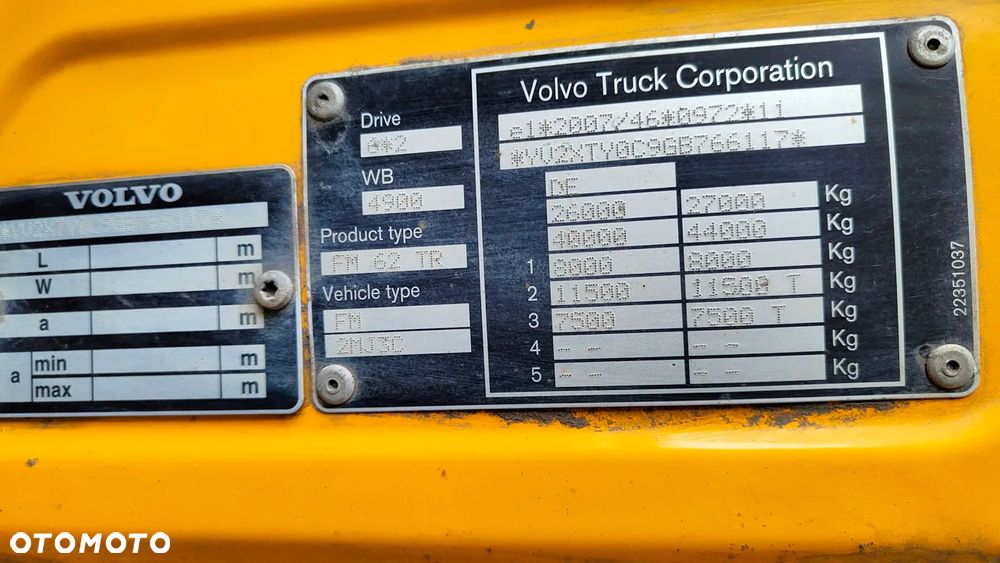 VOLVO
L m
W m
a m
a min m
max m
Drive
6*2
WB
4900
Product type
FM 62 TR
Vehicle type
FM
2MJ3C
Volvo Truck Corporation
e1*2007/46*0972*11
*YV2XTY0C9GB766117*
DE
26000 27000 Kg
40000 44000 Kg
1 8000 8000 Kg
2 11500 11500 T Kg
3 7500 7500 T Kg
4 -- -- Kg
5 -- -- Kg
22351037
OTOMOTO